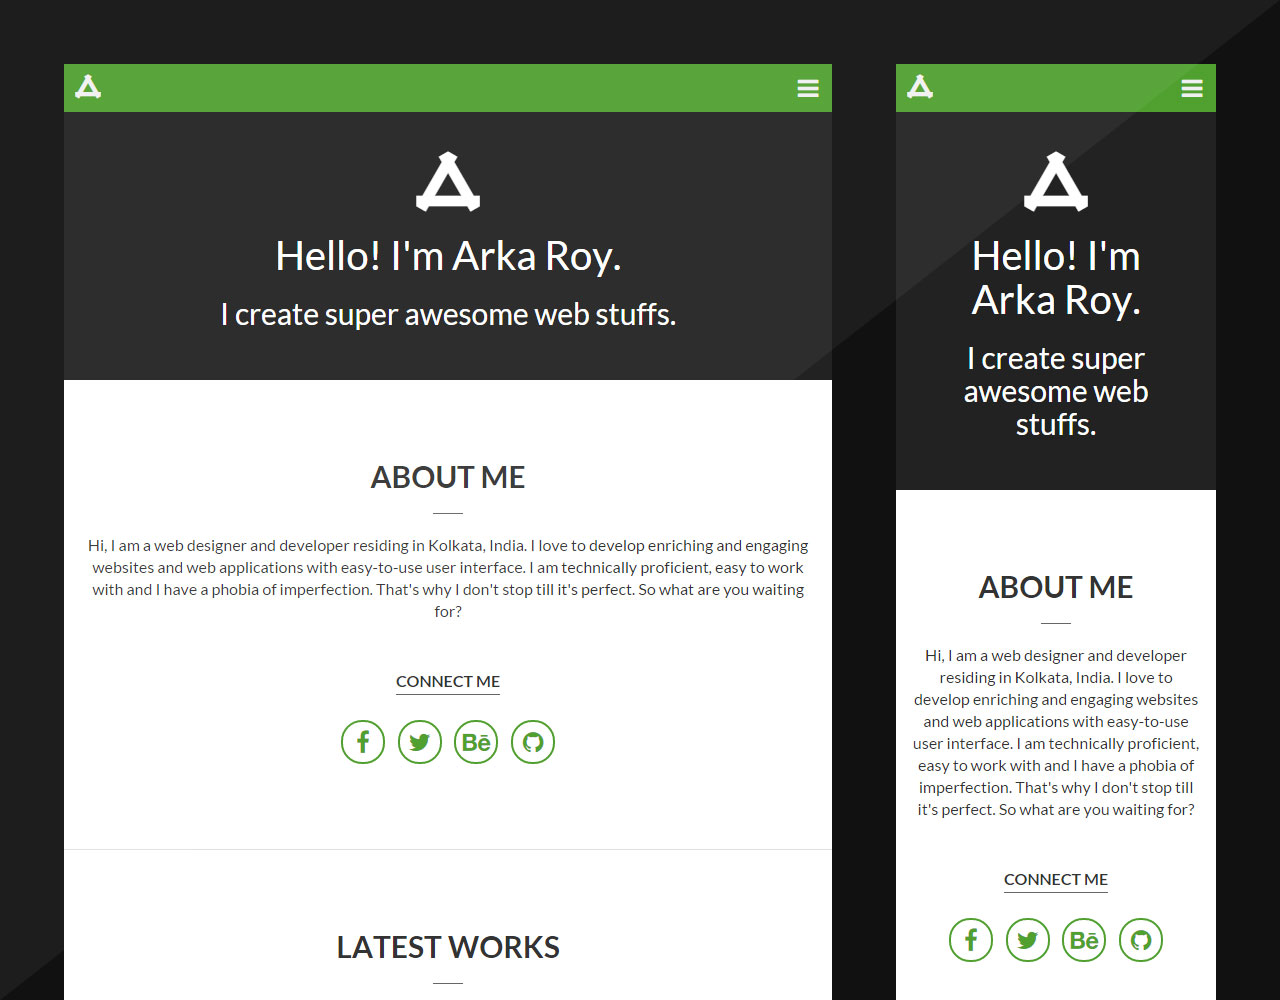 Hello! I'm Arka Roy.
I create super awesome web stuffs.
ABOUT ME
Hi, I am a web designer and developer residing in Kolkata, India. I love to develop enriching and engaging
websites and web applications with easy-to-use user interface. I am technically proficient, easy to work
with and I have a phobia of imperfection. That's why I don't stop till it's perfect. So what are you waiting
for?
CONNECT ME
Bē
LATEST WORKS
Hello! I'm
Arka Roy.
I create super
awesome web
stuffs.
ABOUT ME
Hi, I am a web designer and developer
residing in Kolkata, India. I love to
develop enriching and engaging websites
and web applications with easy-to-use
user interface. I am technically proficient,
easy to work with and I have a phobia of
imperfection. That's why I don't stop till
it's perfect. So what are you waiting for?
CONNECT ME
Bē